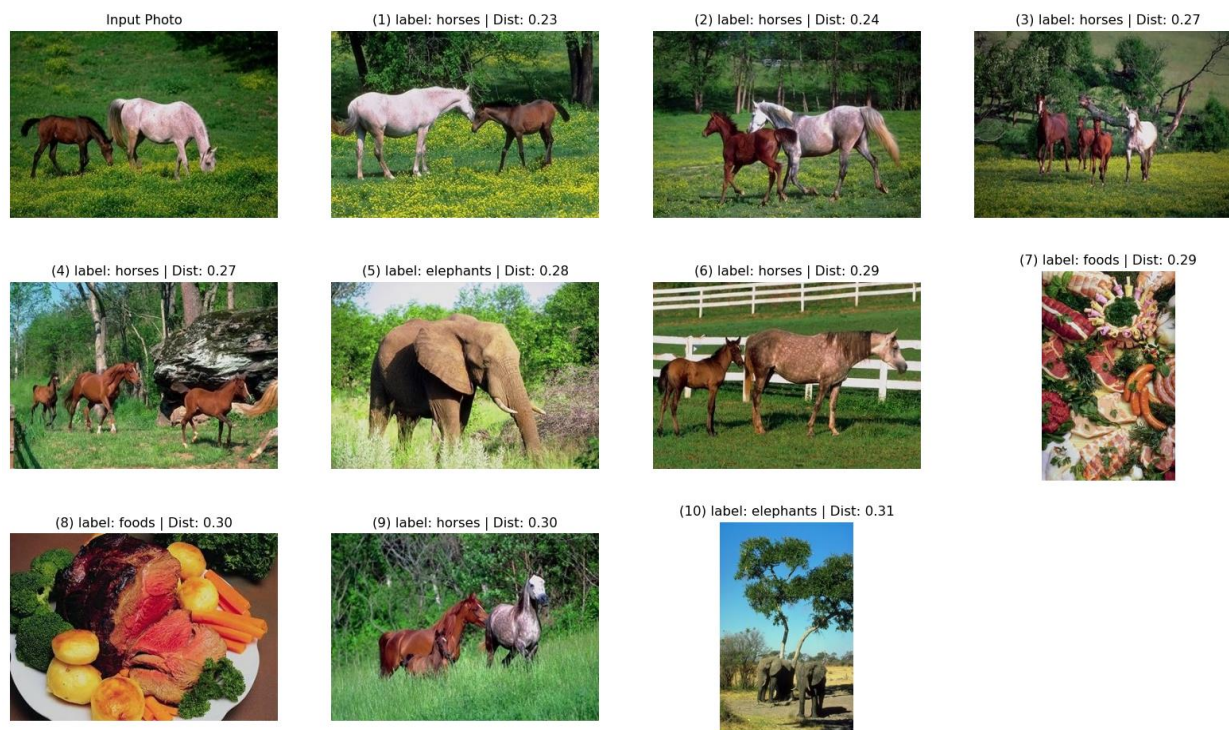 Input Photo
(1) label: horses | Dist: 0.23
(2) label: horses | Dist: 0.24
(3) label: horses | Dist: 0.27
(4) label: horses | Dist: 0.27
(5) label: elephants | Dist: 0.28
(6) label: horses | Dist: 0.29
(7) label: foods | Dist: 0.29
(8) label: foods | Dist: 0.30
(9) label: horses | Dist: 0.30
(10) label: elephants | Dist: 0.31